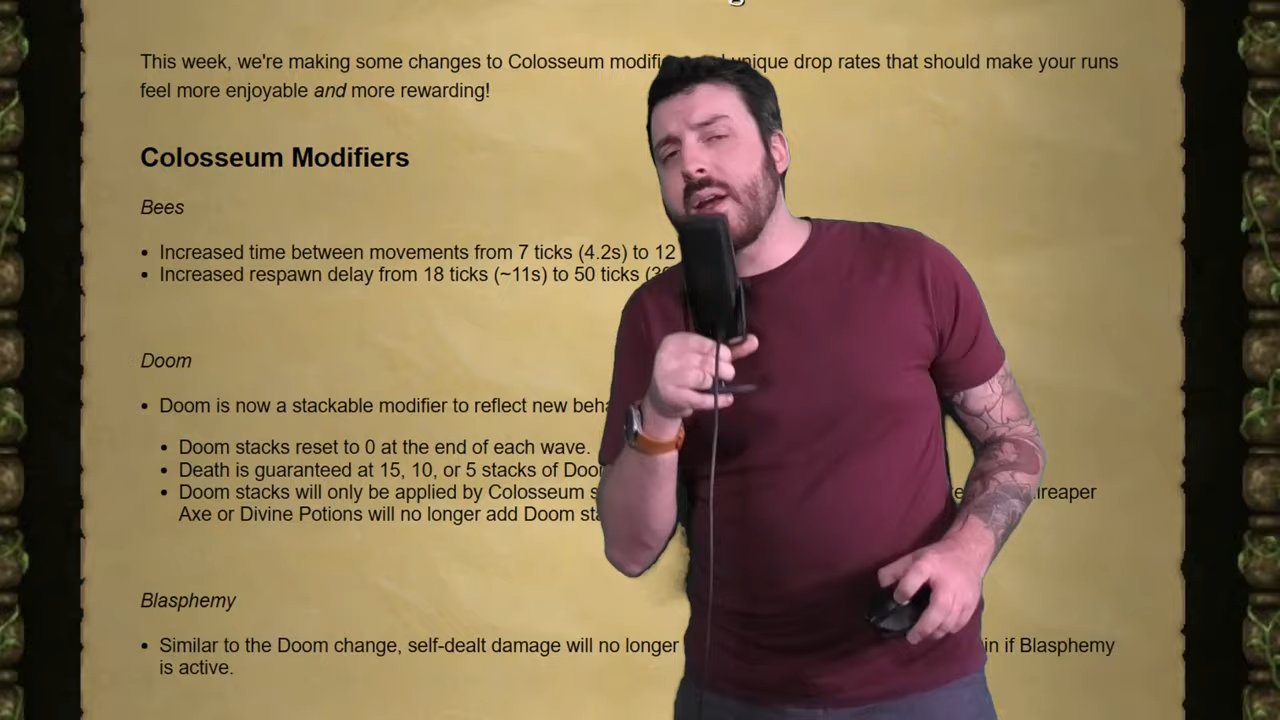 This week, we're making some changes to Colosseum modifi unique drop rates that should make your runs
feel more enjoyable and more rewarding!
Colosseum Modifiers
Bees
• Increased time between movements from 7 ticks (4.2s) to 12
• Increased respawn delay from 18 ticks (~11s) to 50 ticks
Doom
• Doom is now a stackable modifier to reflect new
• Doom stacks reset to 0 at the end of each wave.
• Death is guaranteed at 15, 10, or 5 stacks of
• Doom stacks will only be applied by Colosseum
Axe or Divine Potions will no longer add Doom
Blasphemy
• Similar to the Doom change, self-dealt damage will no longer if Blasphemy
is active.